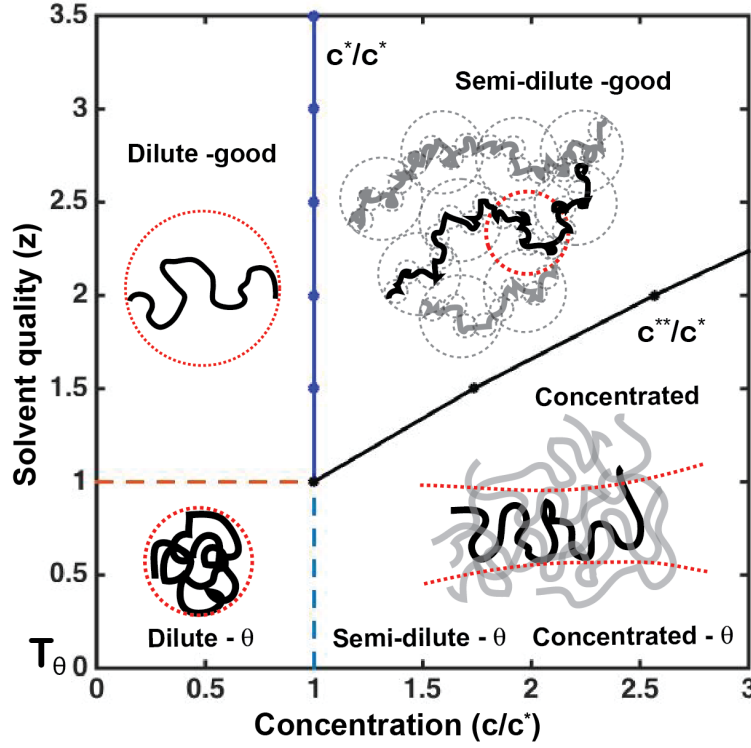 3.5
3
2.5
2
1.5
1
0.5
0
Solvent quality (z)
T_θ
c*/c*
Semi-dilute -good
Dilute -good
c**/c*
Concentrated
Dilute - θ
Semi-dilute - θ
Concentrated - θ
0
0.5
1
1.5
2
2.5
3
Concentration (c/c*)